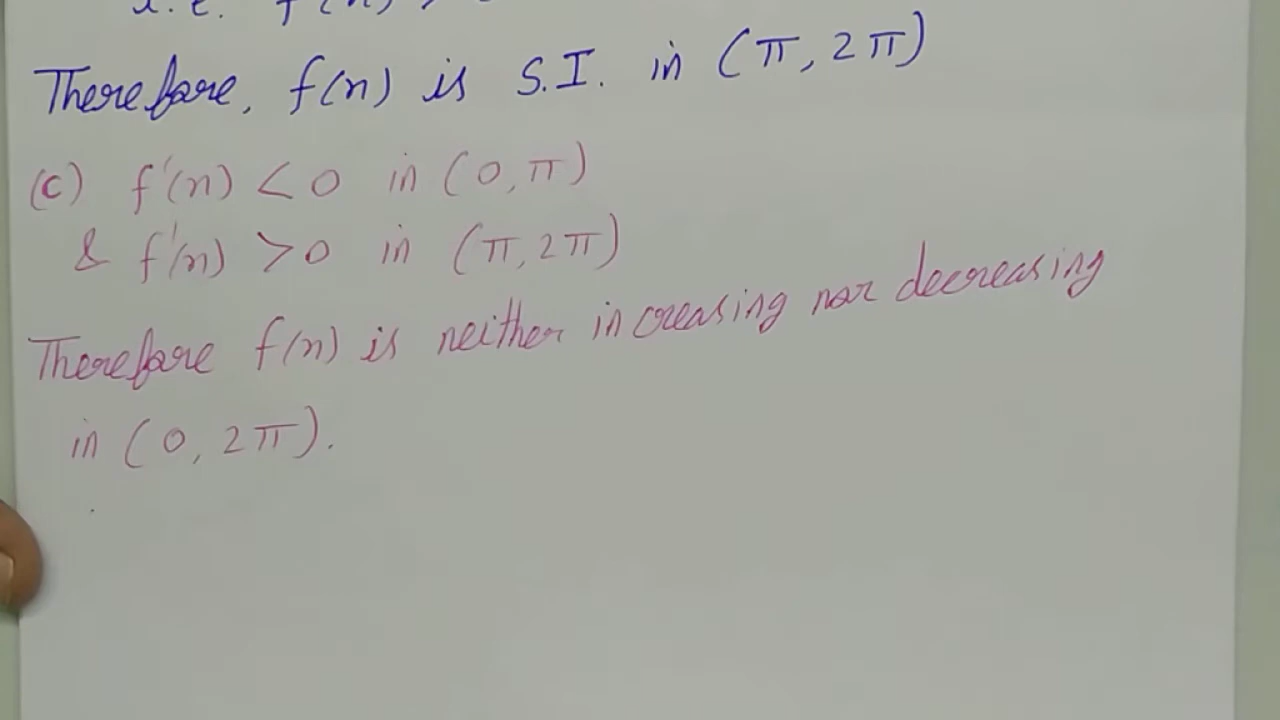 i.e. f'(x) >
Therefore, f(x) is S.I. in (π, 2π)
(c) f'(x) < 0 in (0, π)
& f'(x) > 0 in (π, 2π)
Therefore f(x) is neither increasing nor decreasing
in (0, 2π).